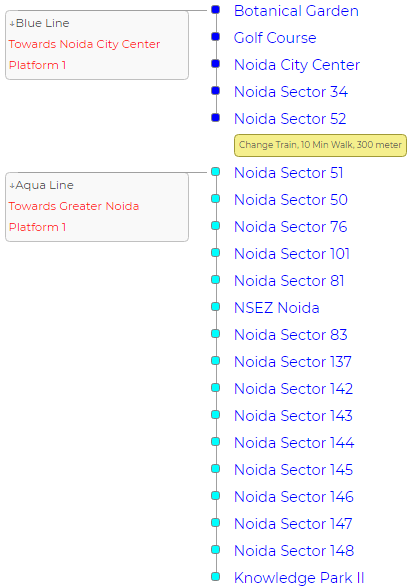 ↓Blue Line
Towards Noida City Center
Platform 1
Botanical Garden
Golf Course
Noida City Center
Noida Sector 34
Noida Sector 52
Change Train, 10 Min Walk, 300 meter
↓Aqua Line
Towards Greater Noida
Platform 1
Noida Sector 51
Noida Sector 50
Noida Sector 76
Noida Sector 101
Noida Sector 81
NSEZ Noida
Noida Sector 83
Noida Sector 137
Noida Sector 142
Noida Sector 143
Noida Sector 144
Noida Sector 145
Noida Sector 146
Noida Sector 147
Noida Sector 148
Knowledge Park II